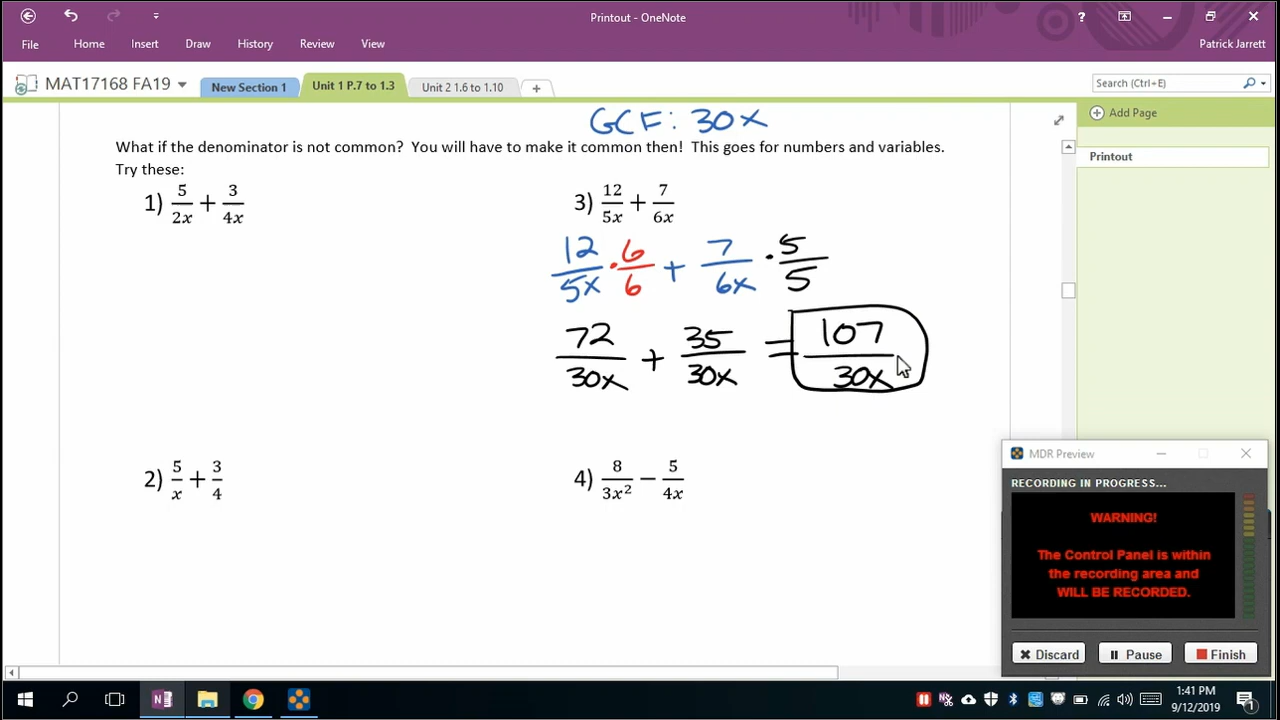 Printout - OneNote
?
File Home Insert Draw History Review View Patrick Jarrett
MAT17168 FA19 New Section 1 Unit 1 P.7 to 1.3 Unit 2 1.6 to 1.10 + Search (Ctrl+E)
Add Page
Printout
GCF: 30x
What if the denominator is not common? You will have to make it common then! This goes for numbers and variables.
Try these:
1) 5/2x + 3/4x
3) 12/5x + 7/6x
12/5x · 6/6 + 7/6x · 5/5
72/30x + 35/30x = 107/30x
2) 5/x + 3/4
4) 8/3x² − 5/4x
MDR Preview
RECORDING IN PROGRESS...
WARNING!
The Control Panel is within
the recording area and
WILL BE RECORDED.
Discard Pause Finish
1:41 PM
9/12/2019
1